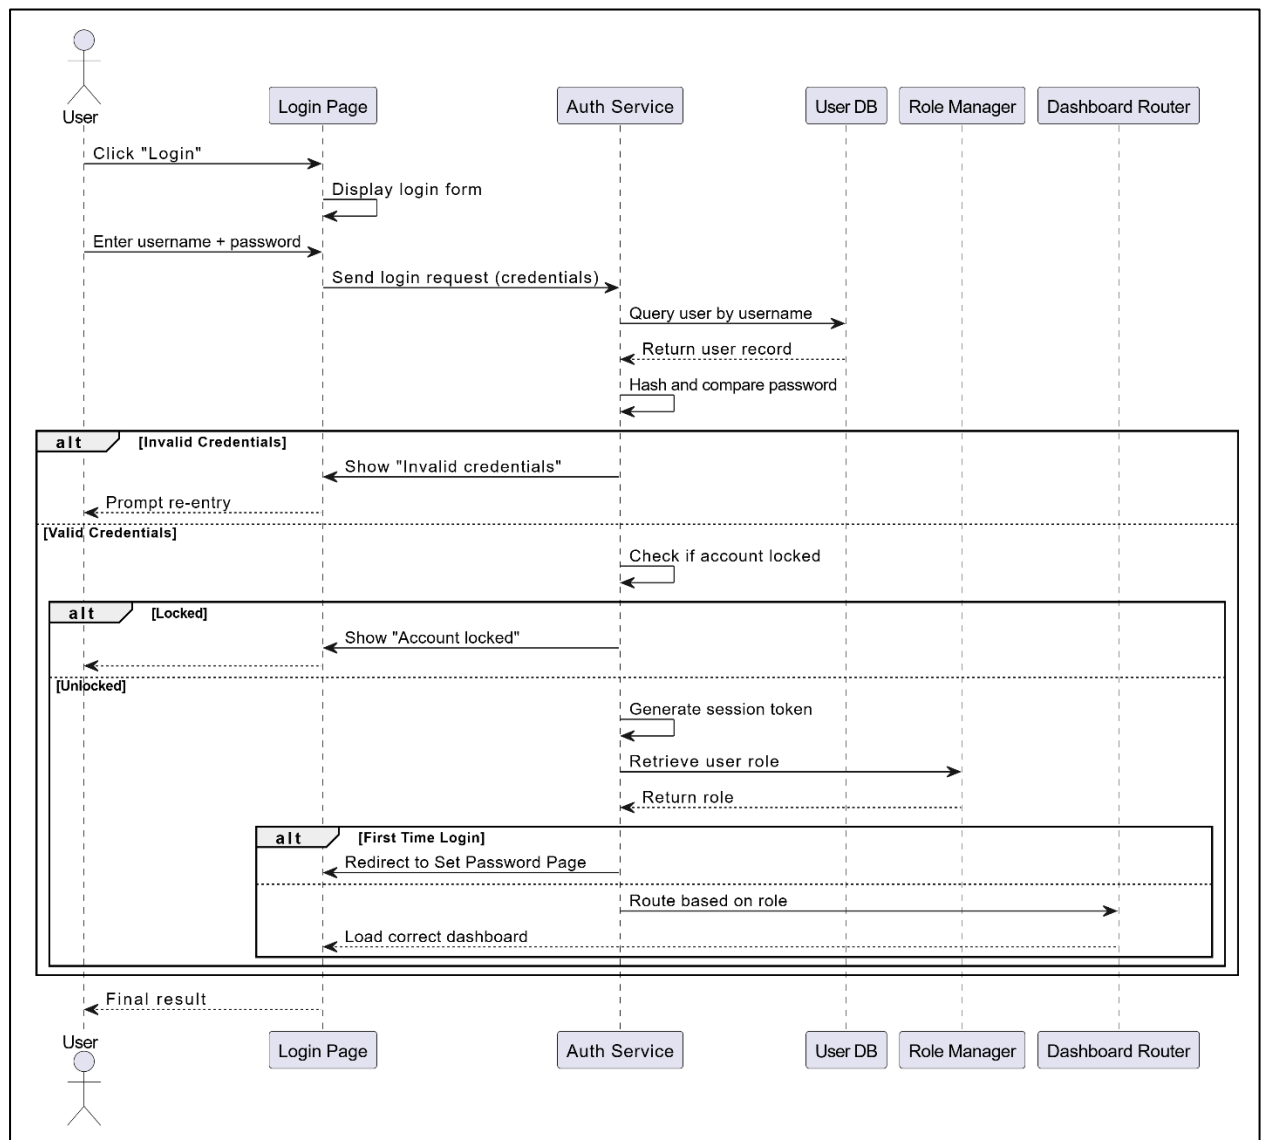 User
Login Page
Auth Service
User DB
Role Manager
Dashboard Router
Click "Login"
Display login form
Enter username + password
Send login request (credentials)
Query user by username
Return user record
Hash and compare password
alt
[Invalid Credentials]
Show "Invalid credentials"
Prompt re-entry
[Valid Credentials]
Check if account locked
alt
[Locked]
Show "Account locked"
[Unlocked]
Generate session token
Retrieve user role
Return role
alt
[First Time Login]
Redirect to Set Password Page
Route based on role
Load correct dashboard
Final result
User
Login Page
Auth Service
User DB
Role Manager
Dashboard Router